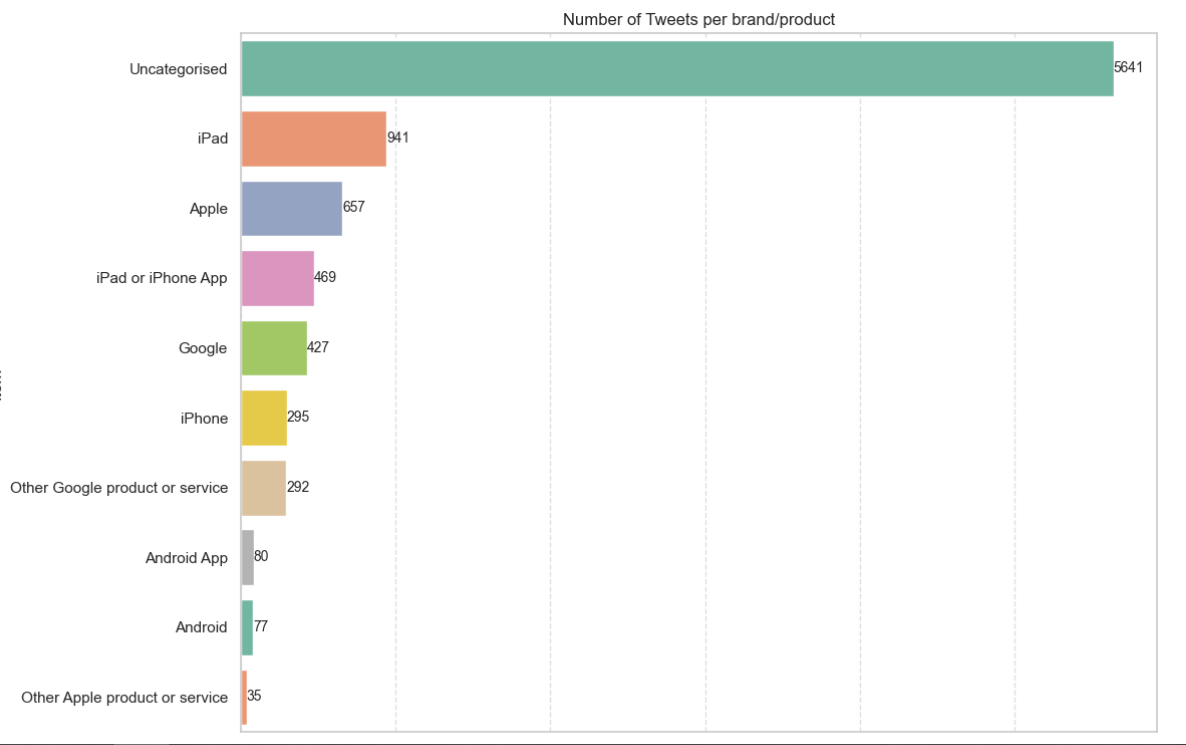 Number of Tweets per brand/product
Uncategorised 5641
iPad 941
Apple 657
iPad or iPhone App 469
Google 427
iPhone 295
Other Google product or service 292
Android App 80
Android 77
Other Apple product or service 35